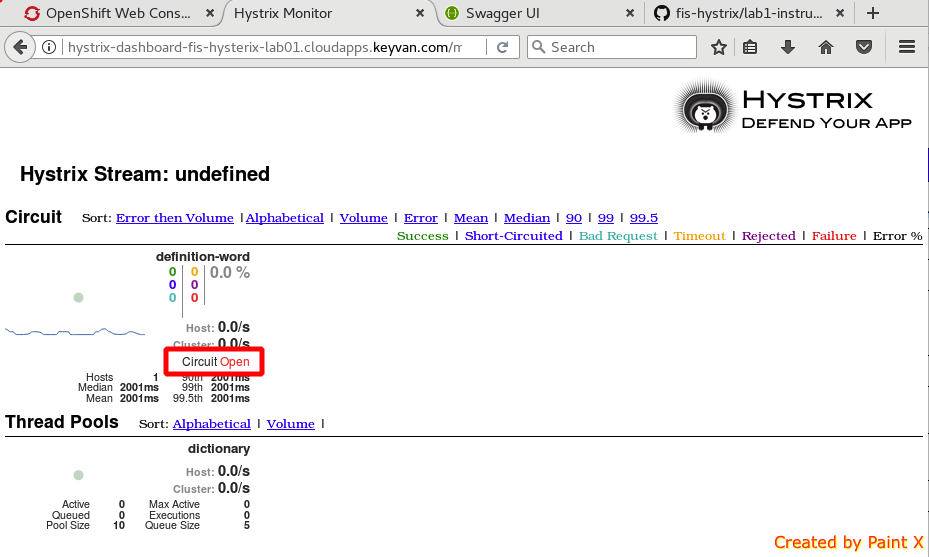 OpenShift Web Cons... × Hystrix Monitor × Swagger UI × fis-hystrix/lab1-instru... × +
hystrix-dashboard-fis-hysterix-lab01.cloudapps.keyvan.com/m Search
HYSTRIX
DEFEND YOUR APP
Hystrix Stream: undefined
Circuit Sort: Error then Volume | Alphabetical | Volume | Error | Mean | Median | 90 | 99 | 99.5
Success | Short-Circuited | Bad Request | Timeout | Rejected | Failure | Error %
definition-word
0 0 0.0 %
0 0
0 0
Host: 0.0/s
Cluster: 0.0/s
Circuit Open
Hosts 1 90th 2001ms
Median 2001ms 99th 2001ms
Mean 2001ms 99.5th 2001ms
Thread Pools Sort: Alphabetical | Volume |
dictionary
Host: 0.0/s
Cluster: 0.0/s
Active 0 Max Active 0
Queued 0 Executions 0
Pool Size 10 Queue Size 5
Created by Paint X